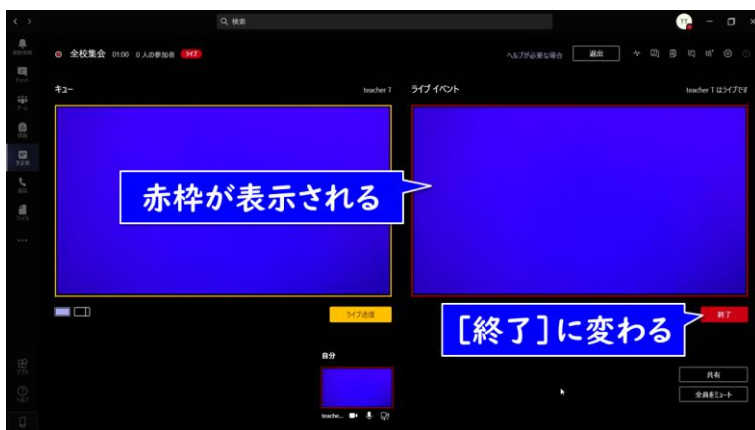 検索
TT
全校集会 01:00 0 人の参加者 ライブ
ヘルプが必要な場合 退出
キュー teacher T
ライブ イベント teacher T はライブです
赤枠が表示される
ライブ送信
終了
[終了]に変わる
自分
teache...
共有
全員をミュート